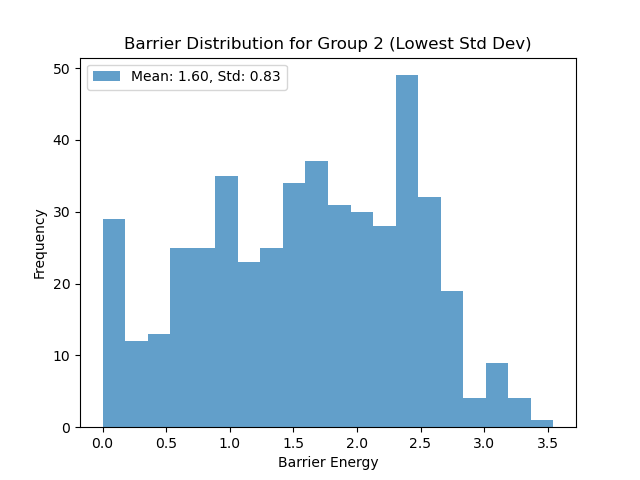 Barrier Distribution for Group 2 (Lowest Std Dev)
Mean: 1.60, Std: 0.83
50
40
30
20
10
0
Frequency
0.0 0.5 1.0 1.5 2.0 2.5 3.0 3.5
Barrier Energy